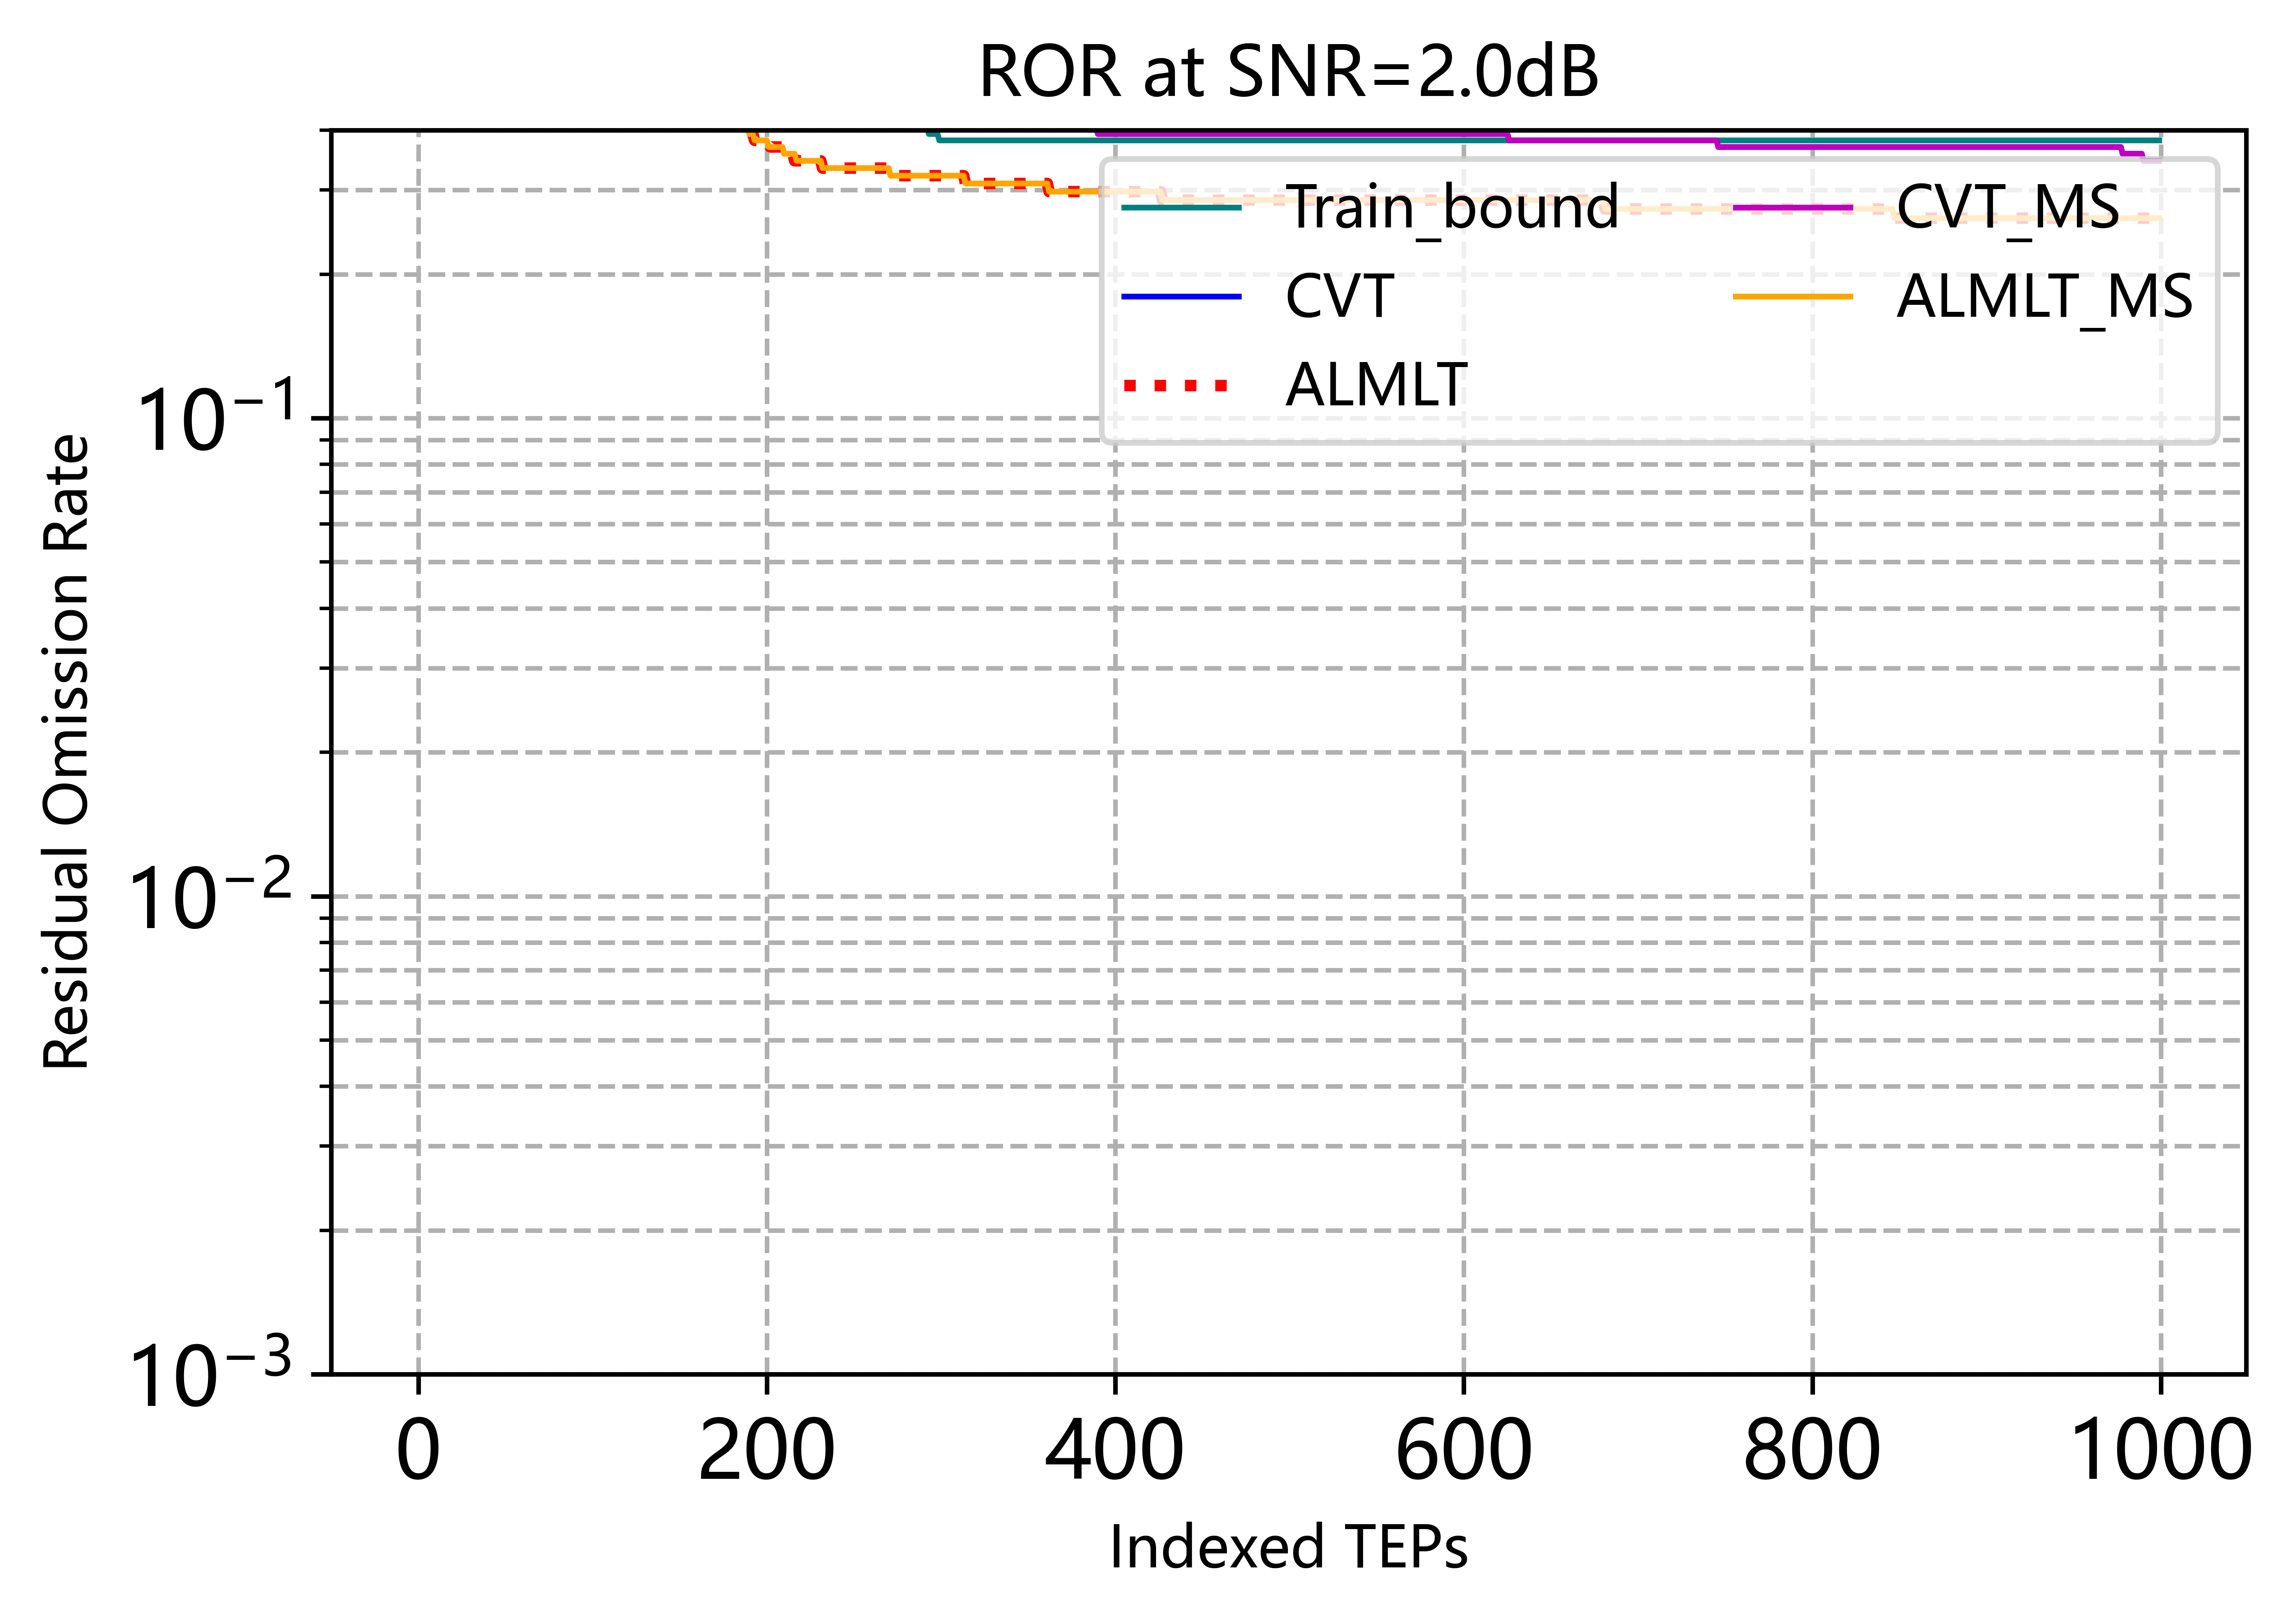 ROR at SNR=2.0dB
Residual Omission Rate
10⁻¹
10⁻²
10⁻³
Train_bound
CVT
ALMLT
CVT_MS
ALMLT_MS
0 200 400 600 800 1000
Indexed TEPs